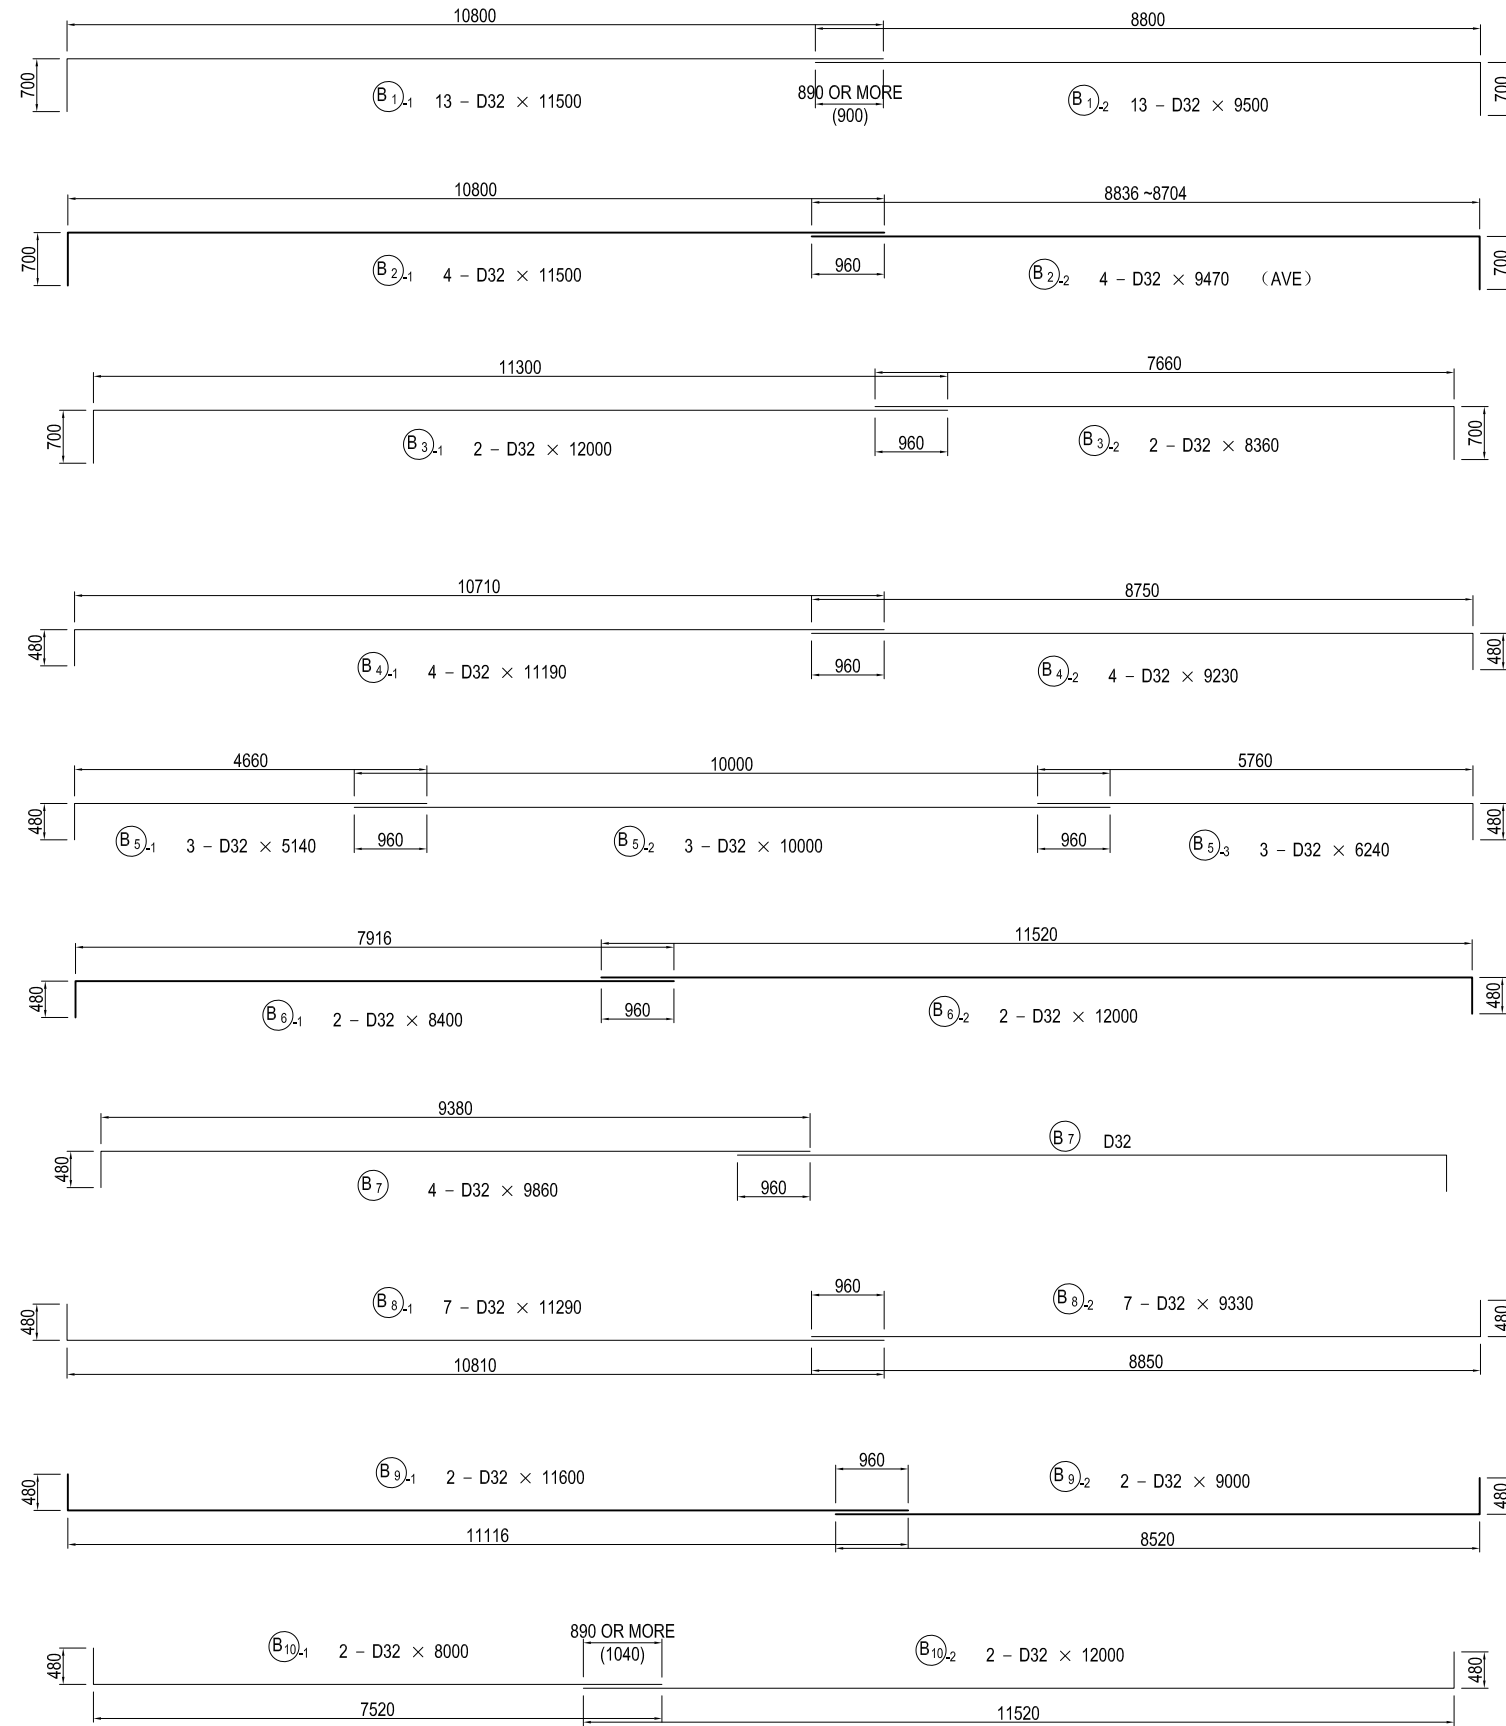 10800
8800
700
B1-1 13 – D32 × 11500
890 OR MORE
(900)
B1-2 13 – D32 × 9500
700
10800
8836 ~8704
700
B2-1 4 – D32 × 11500
960
B2-2 4 – D32 × 9470 （AVE）
700
11300
7660
700
B3-1 2 – D32 × 12000
960
B3-2 2 – D32 × 8360
700
10710
8750
480
B4-1 4 – D32 × 11190
960
B4-2 4 – D32 × 9230
480
4660
10000
5760
480
B5-1 3 – D32 × 5140
960
B5-2 3 – D32 × 10000
960
B5-3 3 – D32 × 6240
480
7916
11520
480
B6-1 2 – D32 × 8400
960
B6-2 2 – D32 × 12000
480
9380
B7 D32
480
B7 4 – D32 × 9860
960
480
B8-1 7 – D32 × 11290
960
B8-2 7 – D32 × 9330
480
10810
8850
480
B9-1 2 – D32 × 11600
960
B9-2 2 – D32 × 9000
480
11116
8520
480
B10-1 2 – D32 × 8000
890 OR MORE
(1040)
B10-2 2 – D32 × 12000
480
7520
11520